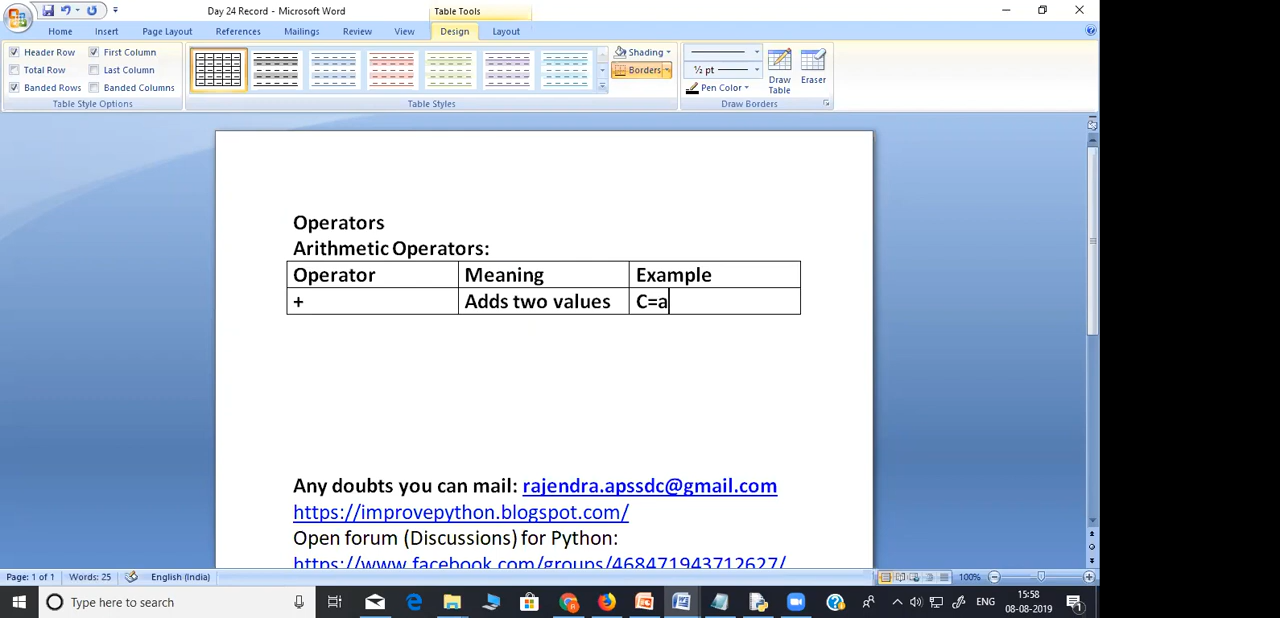 Day 24 Record - Microsoft Word
Table Tools
Home Insert Page Layout References Mailings Review View Design Layout
Header Row First Column
Total Row Last Column
Banded Rows Banded Columns
Table Style Options
Table Styles
Shading
Borders
½ pt
Pen Color
Draw Table
Eraser
Draw Borders
Operators
Arithmetic Operators:
Operator Meaning Example
+ Adds two values C=a
Any doubts you can mail: rajendra.apssdc@gmail.com
https://improvepython.blogspot.com/
Open forum (Discussions) for Python:
https://www.facebook.com/groups/468471943712627/
Page: 1 of 1 Words: 25 English (India) 100%
Type here to search
ENG
15:58
08-08-2019